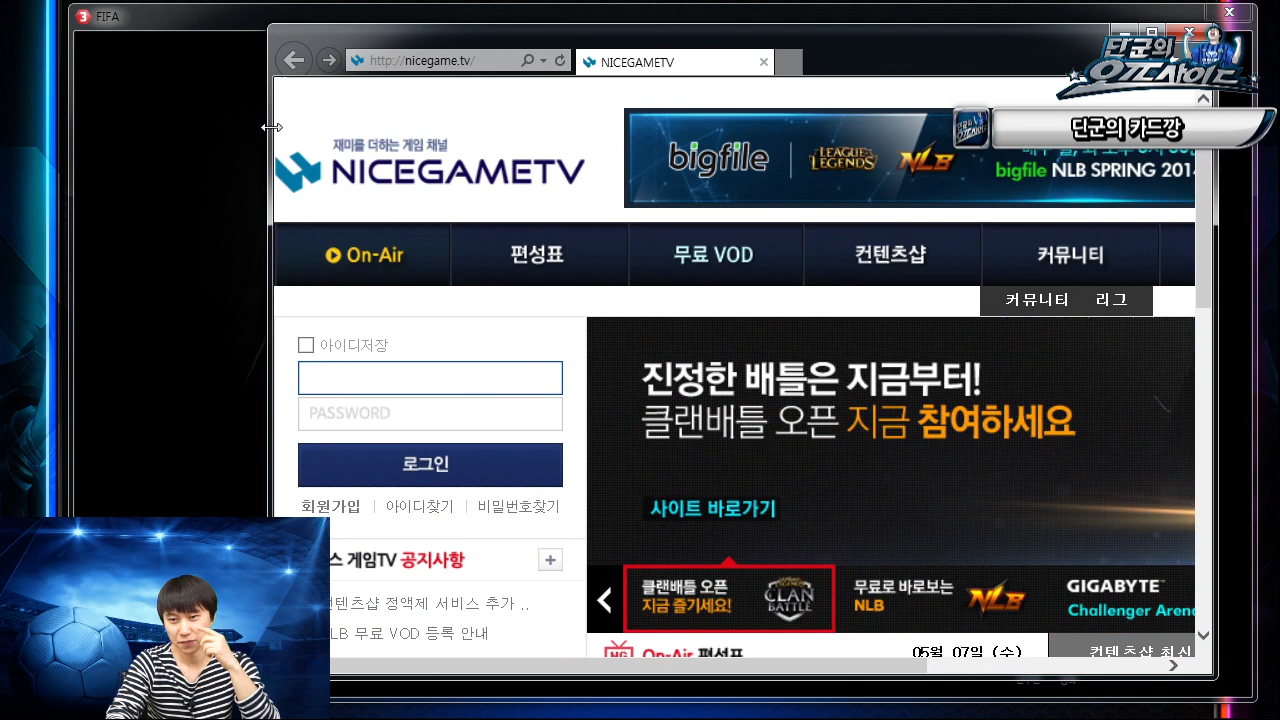 FIFA
http://nicegame.tv/
NICEGAMETV
단군의
오프사이드
단군의 카드깡
재미를 더하는 게임 채널
NICEGAMETV
bigfile
LEAGUE
LEGENDS
NLB
bigfile NLB SPRING 2014
On-Air
편성표
무료 VOD
컨텐츠샵
커뮤니티
커뮤니티 리그
아이디저장
PASSWORD
로그인
회원가입
아이디찾기
비밀번호찾기
진정한 배틀은 지금부터!
클랜배틀 오픈 지금 참여하세요
사이트 바로가기
스 게임TV 공지사항
컨텐츠샵 정액제 서비스 추가 ..
NLB 무료 VOD 등록 안내
클랜배틀 오픈
지금 즐기세요!
CLAN
BATTLE
무료로 바로보는
NLB
NLB
GIGABYTE
Challenger Arena
On-Air 편성표
05월 07일 (수)
컨텐츠샵 최신